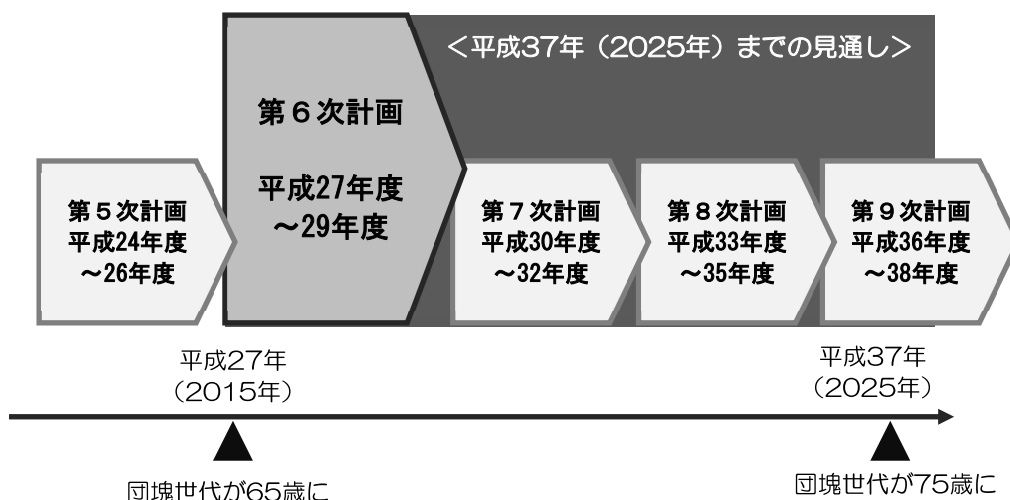 ＜平成37年（2025年）までの見通し＞
第６次計画
平成27年度
～29年度
第５次計画
平成24年度
～26年度
第７次計画
平成30年度
～32年度
第８次計画
平成33年度
～35年度
第９次計画
平成36年度
～38年度
平成27年
（2015年）
平成37年
（2025年）
団塊世代が65歳に
団塊世代が75歳に